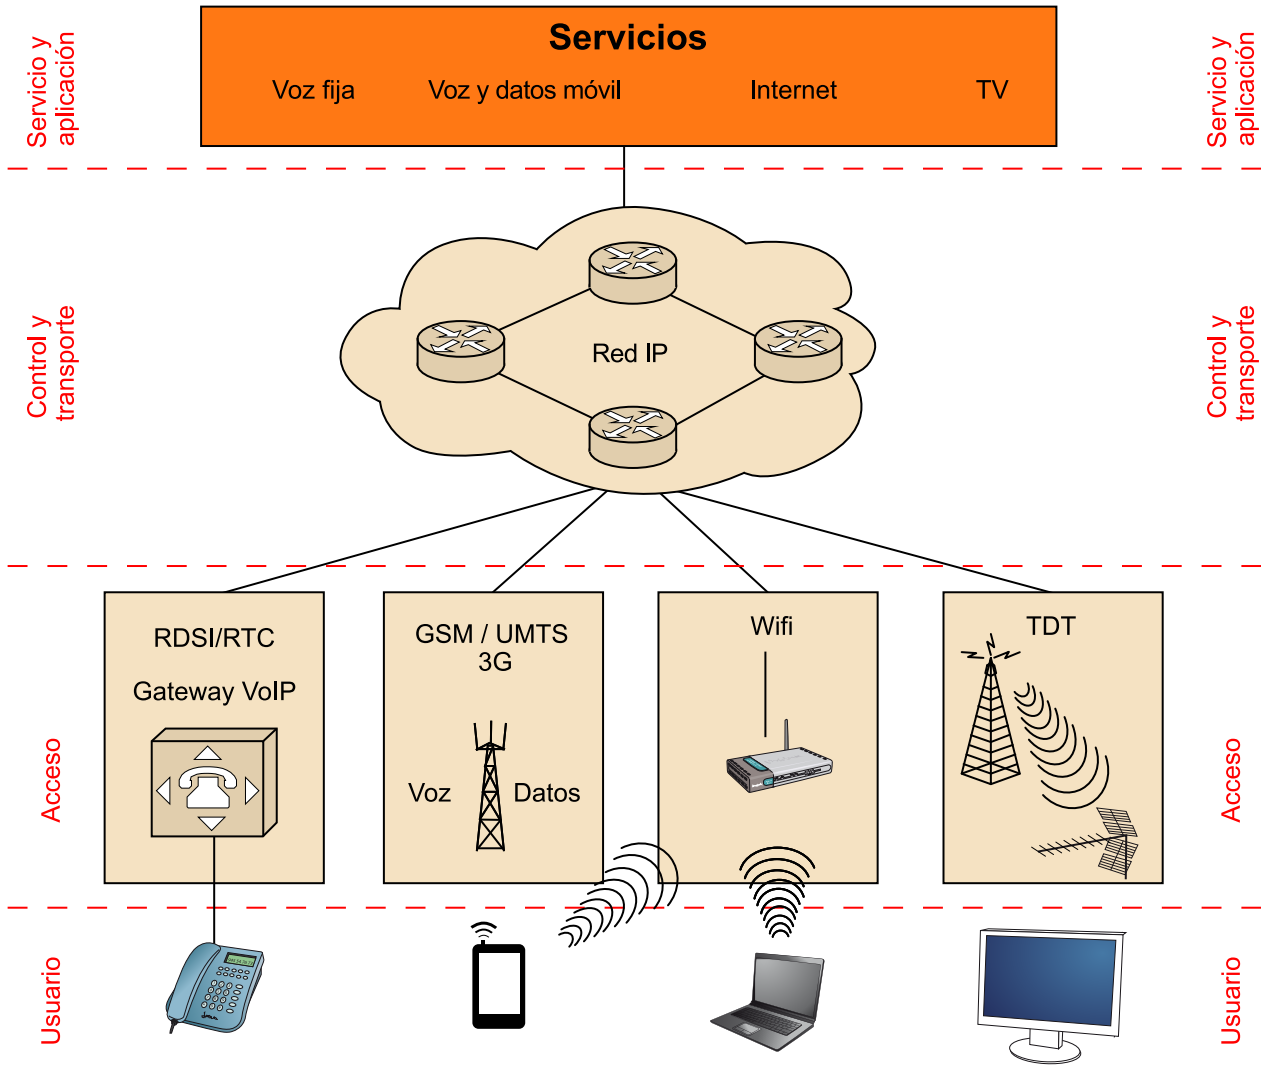 Servicios
Voz fija
Voz y datos móvil
Internet
TV
Servicio y
aplicación
Servicio y
aplicación
Red IP
Control y
transporte
Control y
transporte
RDSI/RTC
Gateway VoIP
GSM / UMTS
3G
Voz
Datos
Wifi
TDT
Acceso
Acceso
Usuario
Usuario